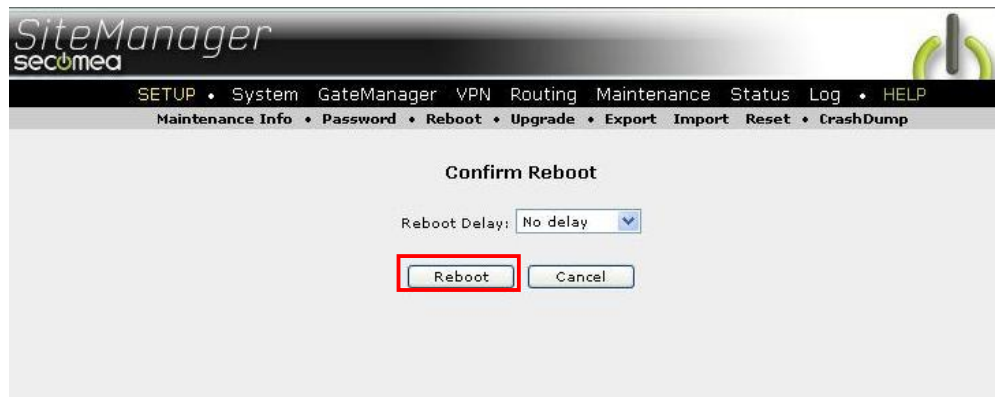 SiteManager
secomea
SETUP • System GateManager VPN Routing Maintenance Status Log • HELP
Maintenance Info • Password • Reboot • Upgrade • Export Import Reset • CrashDump
Confirm Reboot
Reboot Delay: No delay
Reboot Cancel